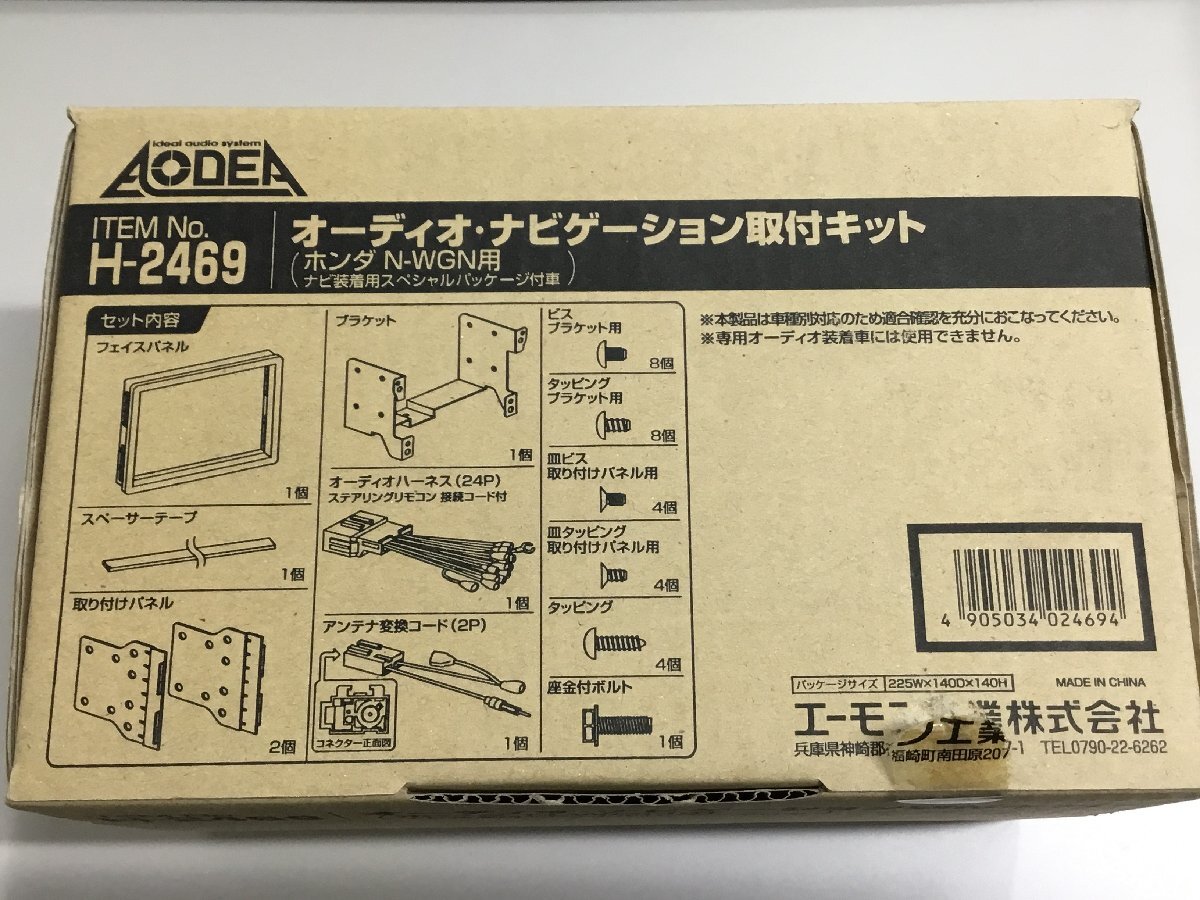 ideal audio system
AODEA
ITEM No.
H-2469
オーディオ・ナビゲーション取付キット
(ホンダ N-WGN用
ナビ装着用スペシャルパッケージ付車)
セット内容
フェイスパネル
1個
スペーサーテープ
1個
取り付けパネル
2個
ブラケット
1個
オーディオハーネス(24P)
ステアリングリモコン 接続コード付
1個
アンテナ変換コード(2P)
コネクター正面図
1個
ビス
ブラケット用
8個
タッピング
ブラケット用
8個
皿ビス
取り付けパネル用
4個
皿タッピング
取り付けパネル用
4個
タッピング
4個
座金付ボルト
1個
※本製品は車種別対応のため適合確認を充分におこなってください。
※専用オーディオ装着車には使用できません。
4 905034 024694
パッケージサイズ 225W×140D×140H MADE IN CHINA
エーモン工業株式会社
兵庫県神崎郡福崎町南田原207-1 TEL0790-22-6262